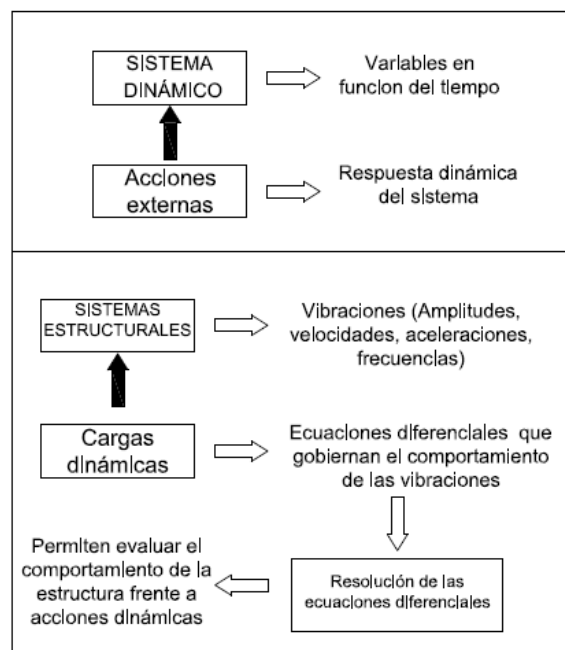 SISTEMA
DINÁMICO
Variables en
funcion del tiempo
Acciones
externas
Respuesta dinámica
del sistema
SISTEMAS
ESTRUCTURALES
Vibraciones (Amplitudes,
velocidades, aceleraciones,
frecuencias)
Cargas
dinámicas
Ecuaciones diferenciales que
gobiernan el comportamiento
de las vibraciones
Permiten evaluar el
comportamiento de la
estructura frente a
acciones dinámicas
Resolución de las
ecuaciones diferenciales